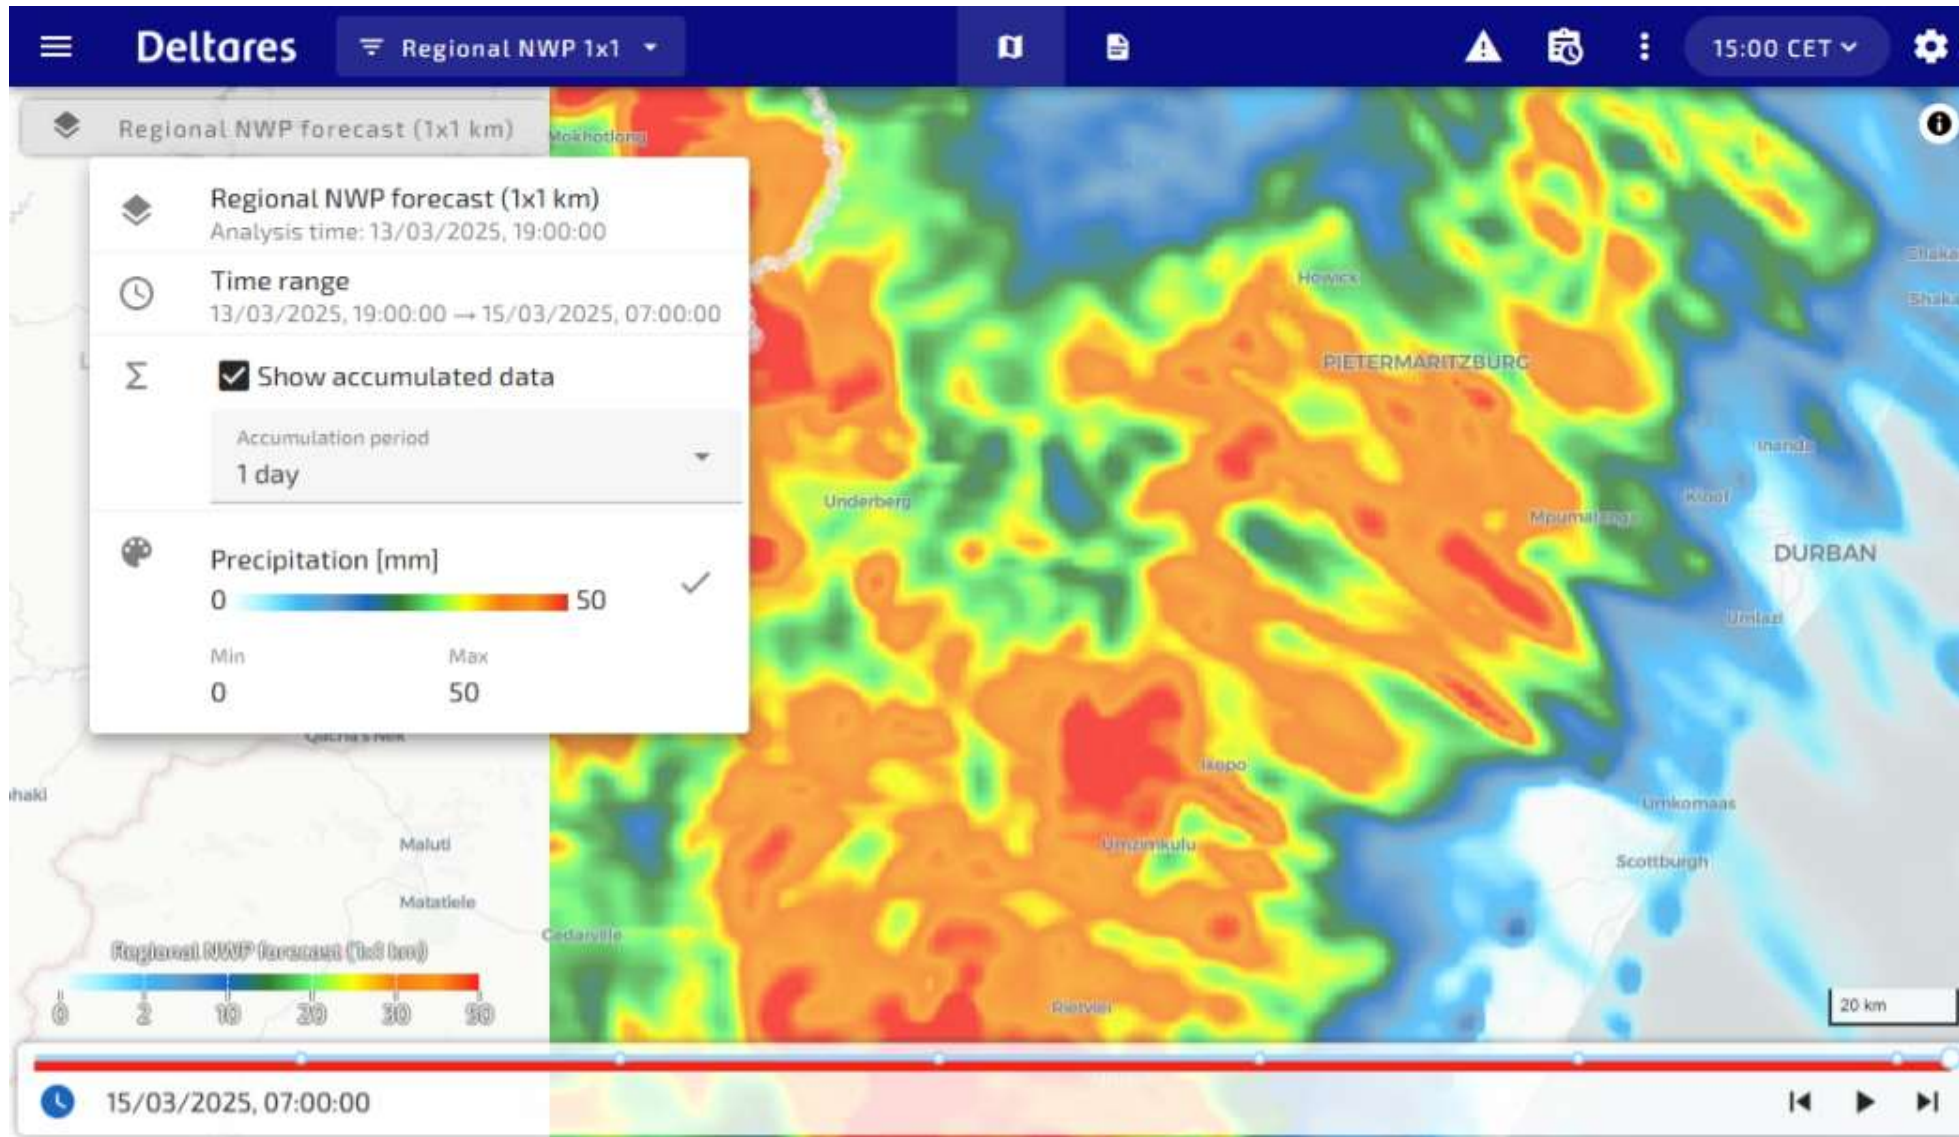 Deltares
Regional NWP 1x1
15:00 CET
Regional NWP forecast (1x1 km)
Mokhotlong
Regional NWP forecast (1x1 km)
Analysis time: 13/03/2025, 19:00:00
Time range
13/03/2025, 19:00:00 → 15/03/2025, 07:00:00
Show accumulated data
Accumulation period
1 day
Precipitation [mm]
0 50
Min Max
0 50
Howick
PIETERMARITZBURG
Inanda
Underberg
Kloof
DURBAN
Umlazi
Qacha's Nek
Ixopo
haki
Umkomaas
Maluti
Umzimkulu
Scottburgh
Matatiele
Cedarville
Regional NWP forecast (1x1 km)
0 2 10 20 30 50
Rietvlei
20 km
15/03/2025, 07:00:00